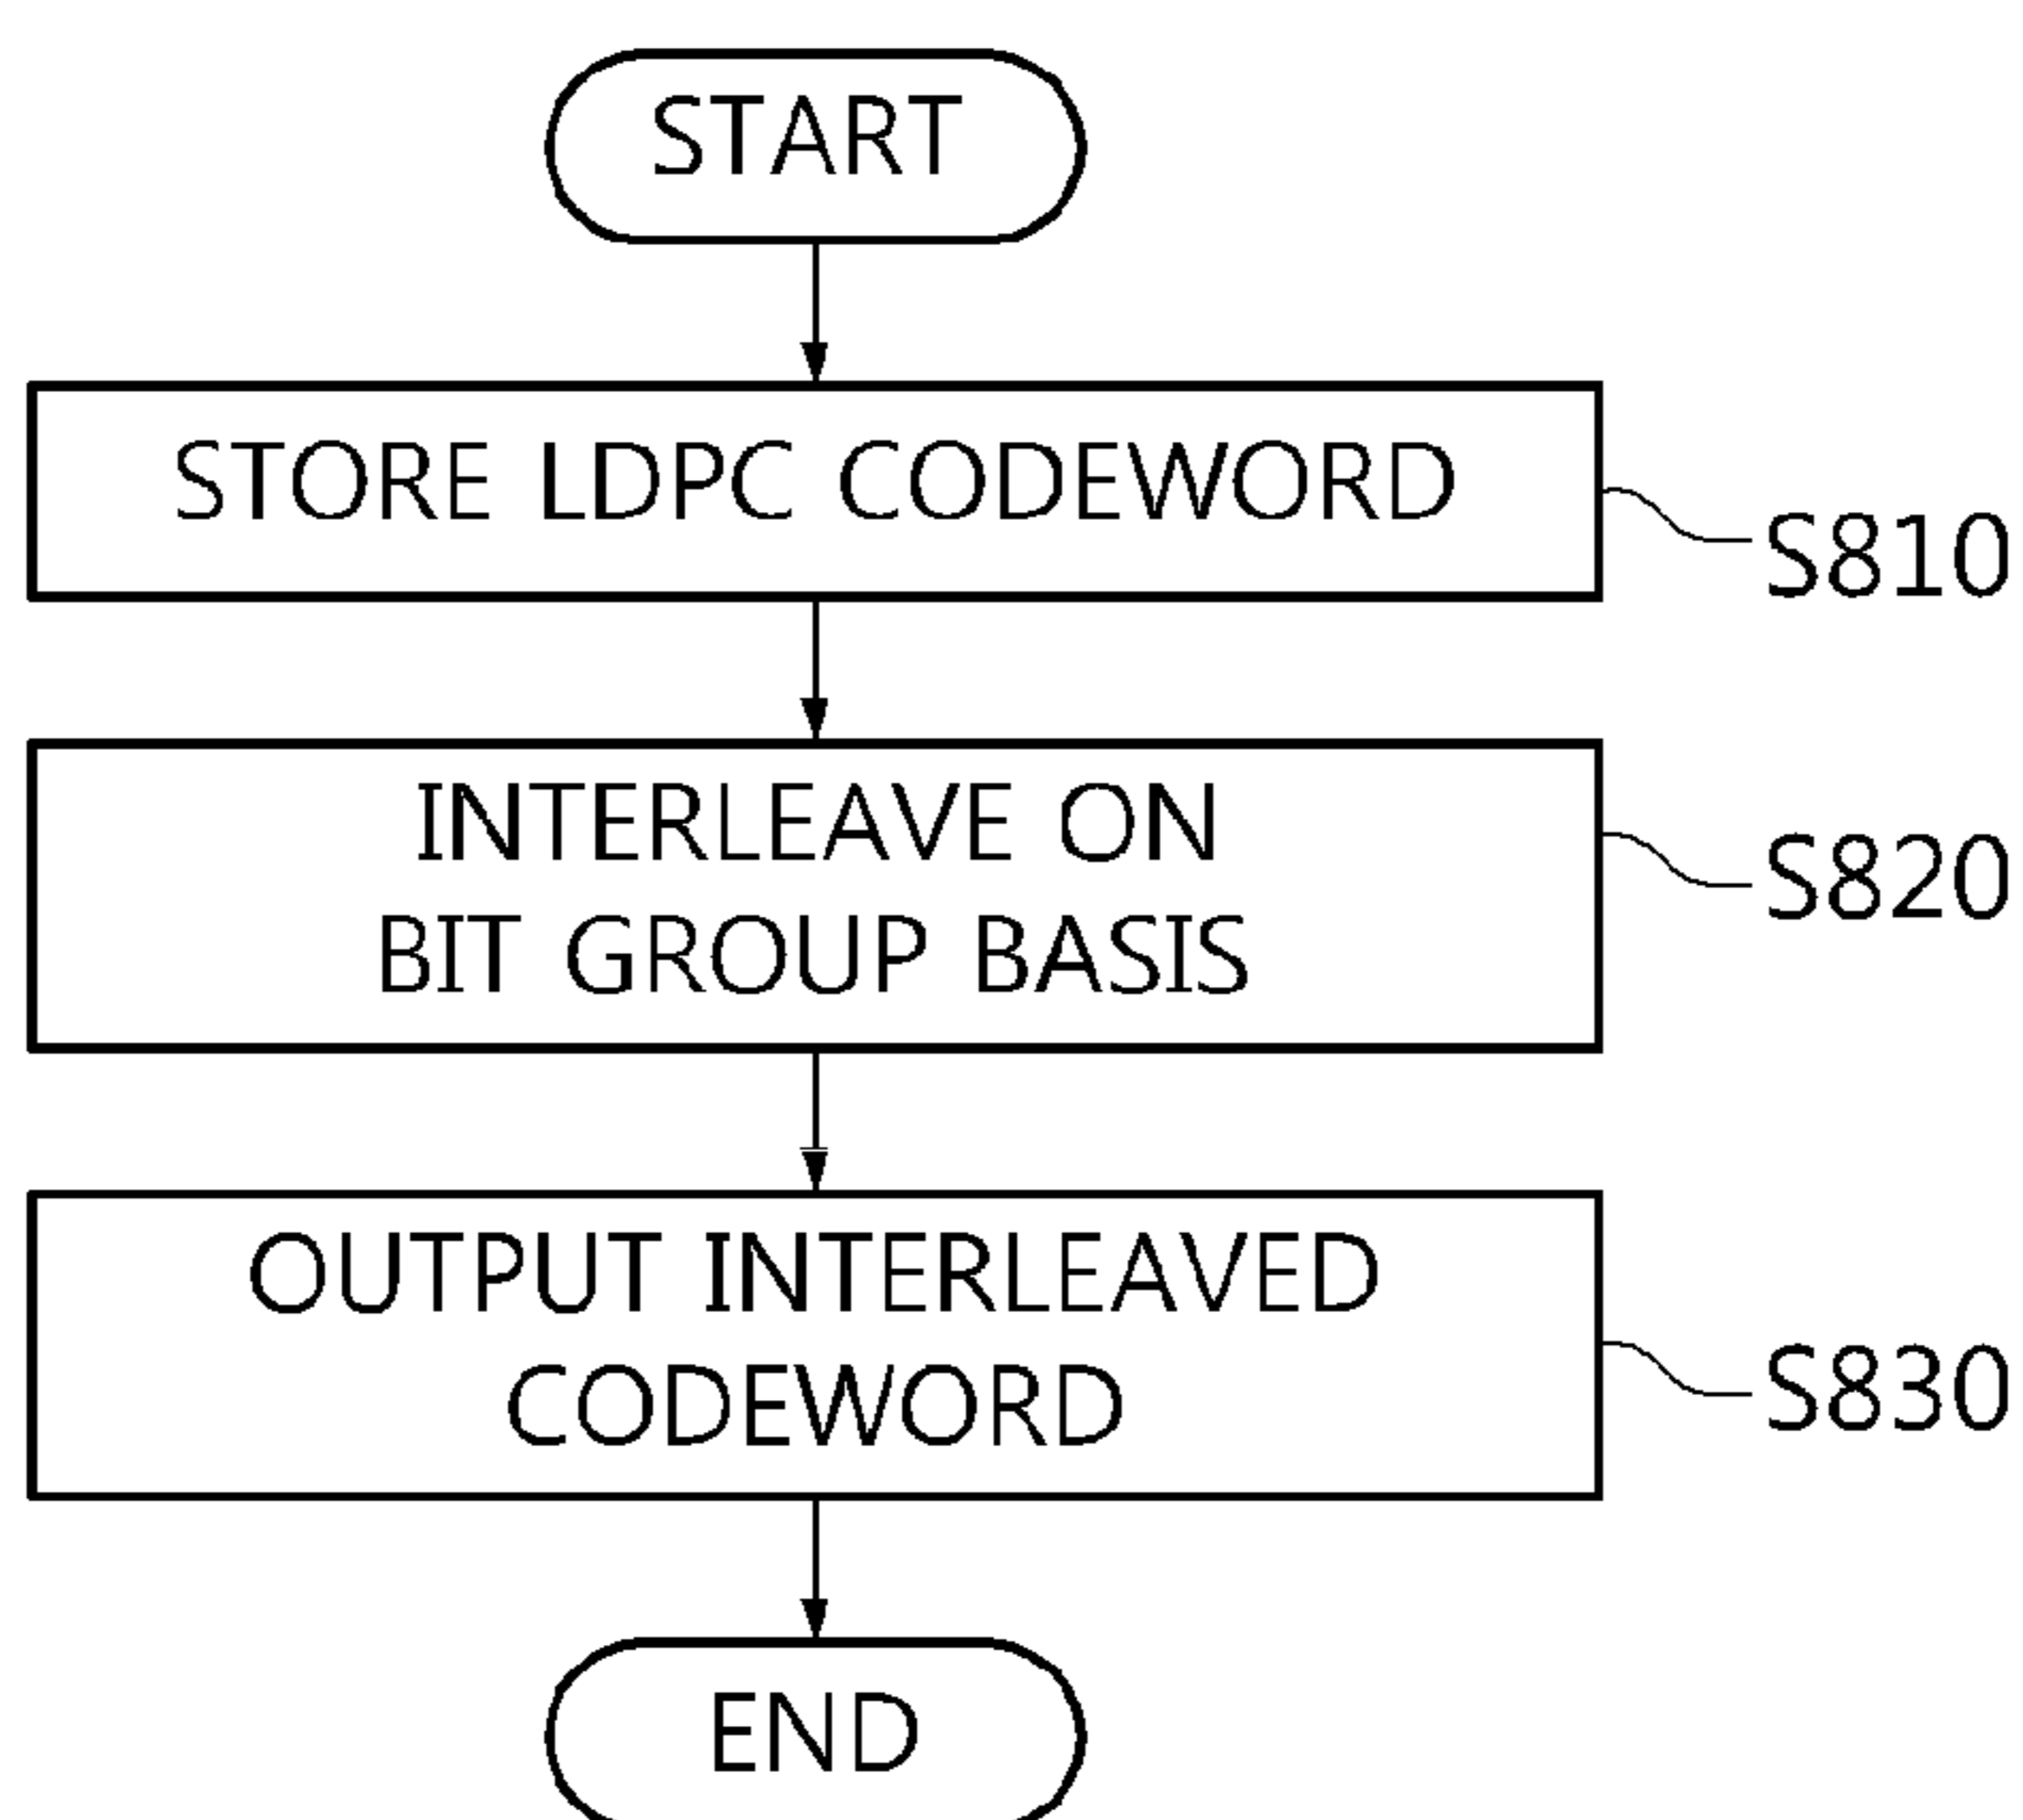 START
STORE LDPC CODEWORD
S810
INTERLEAVE ON
BIT GROUP BASIS
S820
OUTPUT INTERLEAVED
CODEWORD
S830
END